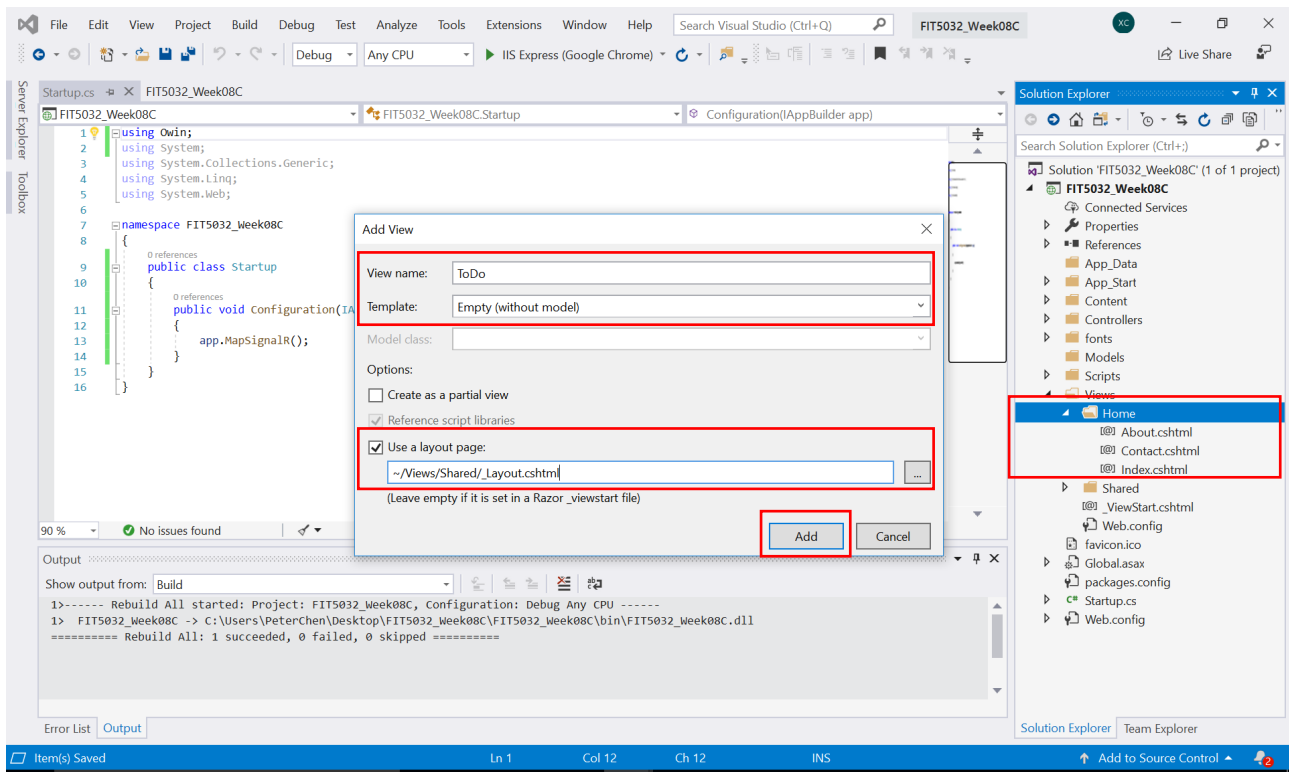 File Edit View Project Build Debug Test Analyze Tools Extensions Window Help Search Visual Studio (Ctrl+Q) FIT5032_Week08C XC
Debug Any CPU IIS Express (Google Chrome) Live Share
Server Explorer
Toolbox
Startup.cs FIT5032_Week08C
FIT5032_Week08C FIT5032_Week08C.Startup Configuration(IAppBuilder app)
1 using Owin;
2 using System;
3 using System.Collections.Generic;
4 using System.Linq;
5 using System.Web;
6
7 namespace FIT5032_Week08C
8 {
0 references
9 public class Startup
10 {
0 references
11 public void Configuration(IA
12 {
13 app.MapSignalR();
14 }
15 }
16 }
90 % No issues found
Add View
View name: ToDo
Template: Empty (without model)
Model class:
Options:
Create as a partial view
Reference script libraries
Use a layout page:
~/Views/Shared/_Layout.cshtml
...
(Leave empty if it is set in a Razor _viewstart file)
Add Cancel
Output
Show output from: Build
1>------ Rebuild All started: Project: FIT5032_Week08C, Configuration: Debug Any CPU ------
1> FIT5032_Week08C -> C:\Users\PeterChen\Desktop\FIT5032_Week08C\FIT5032_Week08C\bin\FIT5032_Week08C.dll
========== Rebuild All: 1 succeeded, 0 failed, 0 skipped ==========
Error List Output
Solution Explorer
Search Solution Explorer (Ctrl+;)
Solution 'FIT5032_Week08C' (1 of 1 project)
FIT5032_Week08C
Connected Services
Properties
References
App_Data
App_Start
Content
Controllers
fonts
Models
Scripts
Views
Home
About.cshtml
Contact.cshtml
Index.cshtml
Shared
_ViewStart.cshtml
Web.config
favicon.ico
Global.asax
packages.config
Startup.cs
Web.config
Solution Explorer Team Explorer
Item(s) Saved Ln 1 Col 12 Ch 12 INS Add to Source Control 2